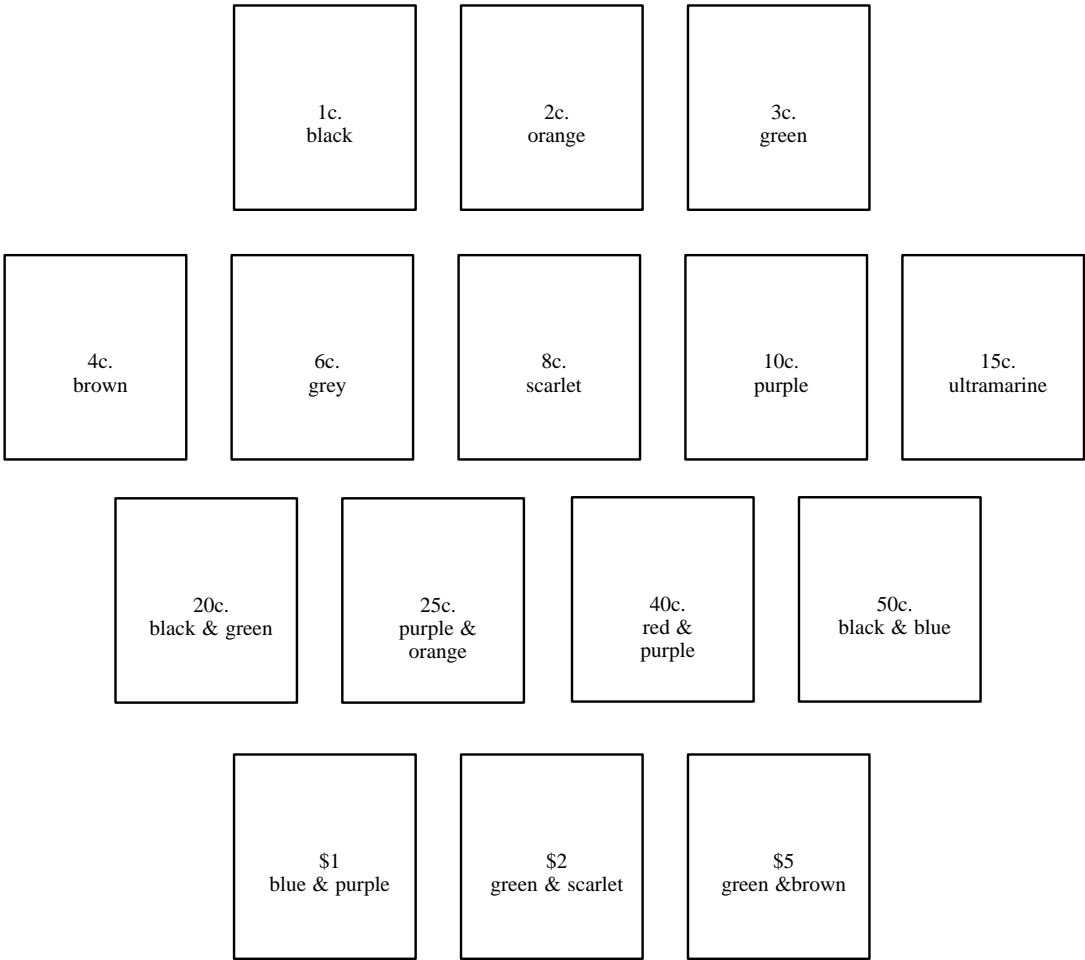 1c.
black
2c.
orange
3c.
green
4c.
brown
6c.
grey
8c.
scarlet
10c.
purple
15c.
ultramarine
20c.
black & green
25c.
purple &
orange
40c.
red &
purple
50c.
black & blue
$1
blue & purple
$2
green & scarlet
$5
green &brown